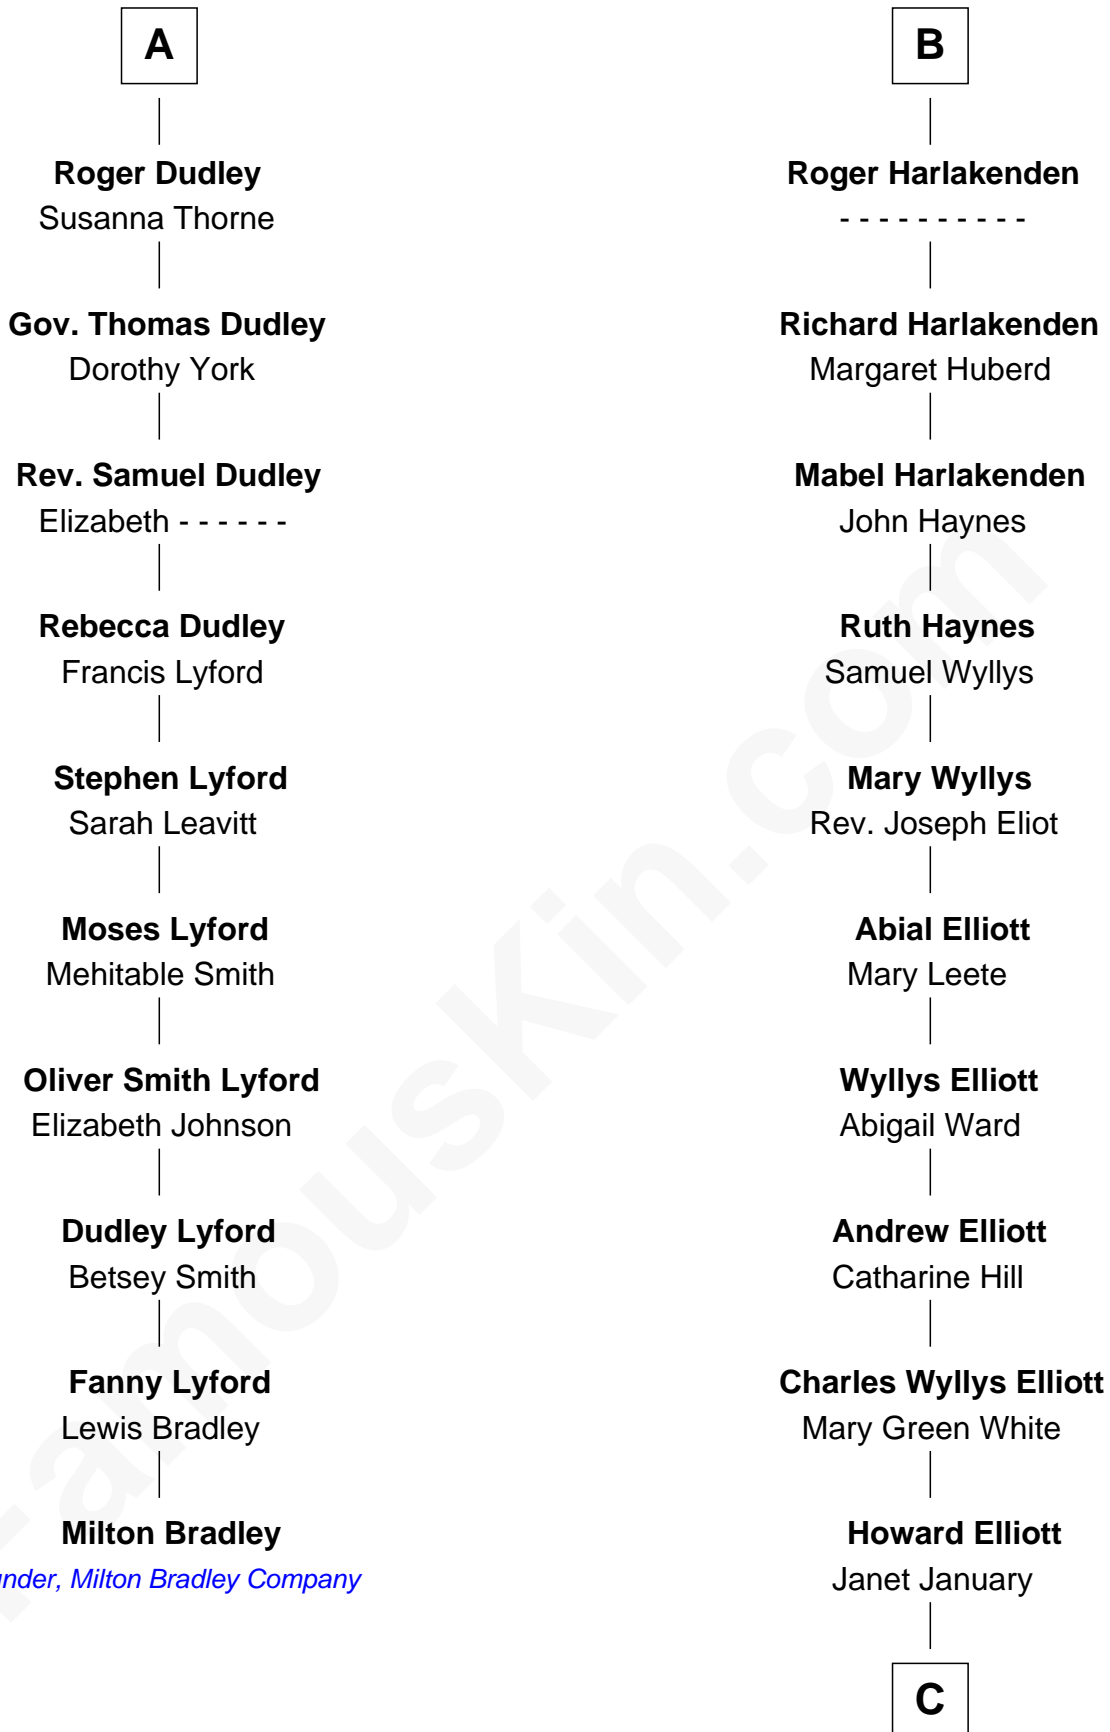 A
Roger Dudley
Susanna Thorne
Gov. Thomas Dudley
Dorothy York
Rev. Samuel Dudley
Elizabeth - - - - - -
Rebecca Dudley
Francis Lyford
Stephen Lyford
Sarah Leavitt
Moses Lyford
Mehitable Smith
Oliver Smith Lyford
Elizabeth Johnson
Dudley Lyford
Betsey Smith
Fanny Lyford
Lewis Bradley
Milton Bradley
under, Milton Bradley Company
B
Roger Harlakenden
- - - - - - - - - -
Richard Harlakenden
Margaret Huberd
Mabel Harlakenden
John Haynes
Ruth Haynes
Samuel Wyllys
Mary Wyllys
Rev. Joseph Eliot
Abial Elliott
Mary Leete
Wyllys Elliott
Abigail Ward
Andrew Elliott
Catharine Hill
Charles Wyllys Elliott
Mary Green White
Howard Elliott
Janet January
C
FamousKin.com